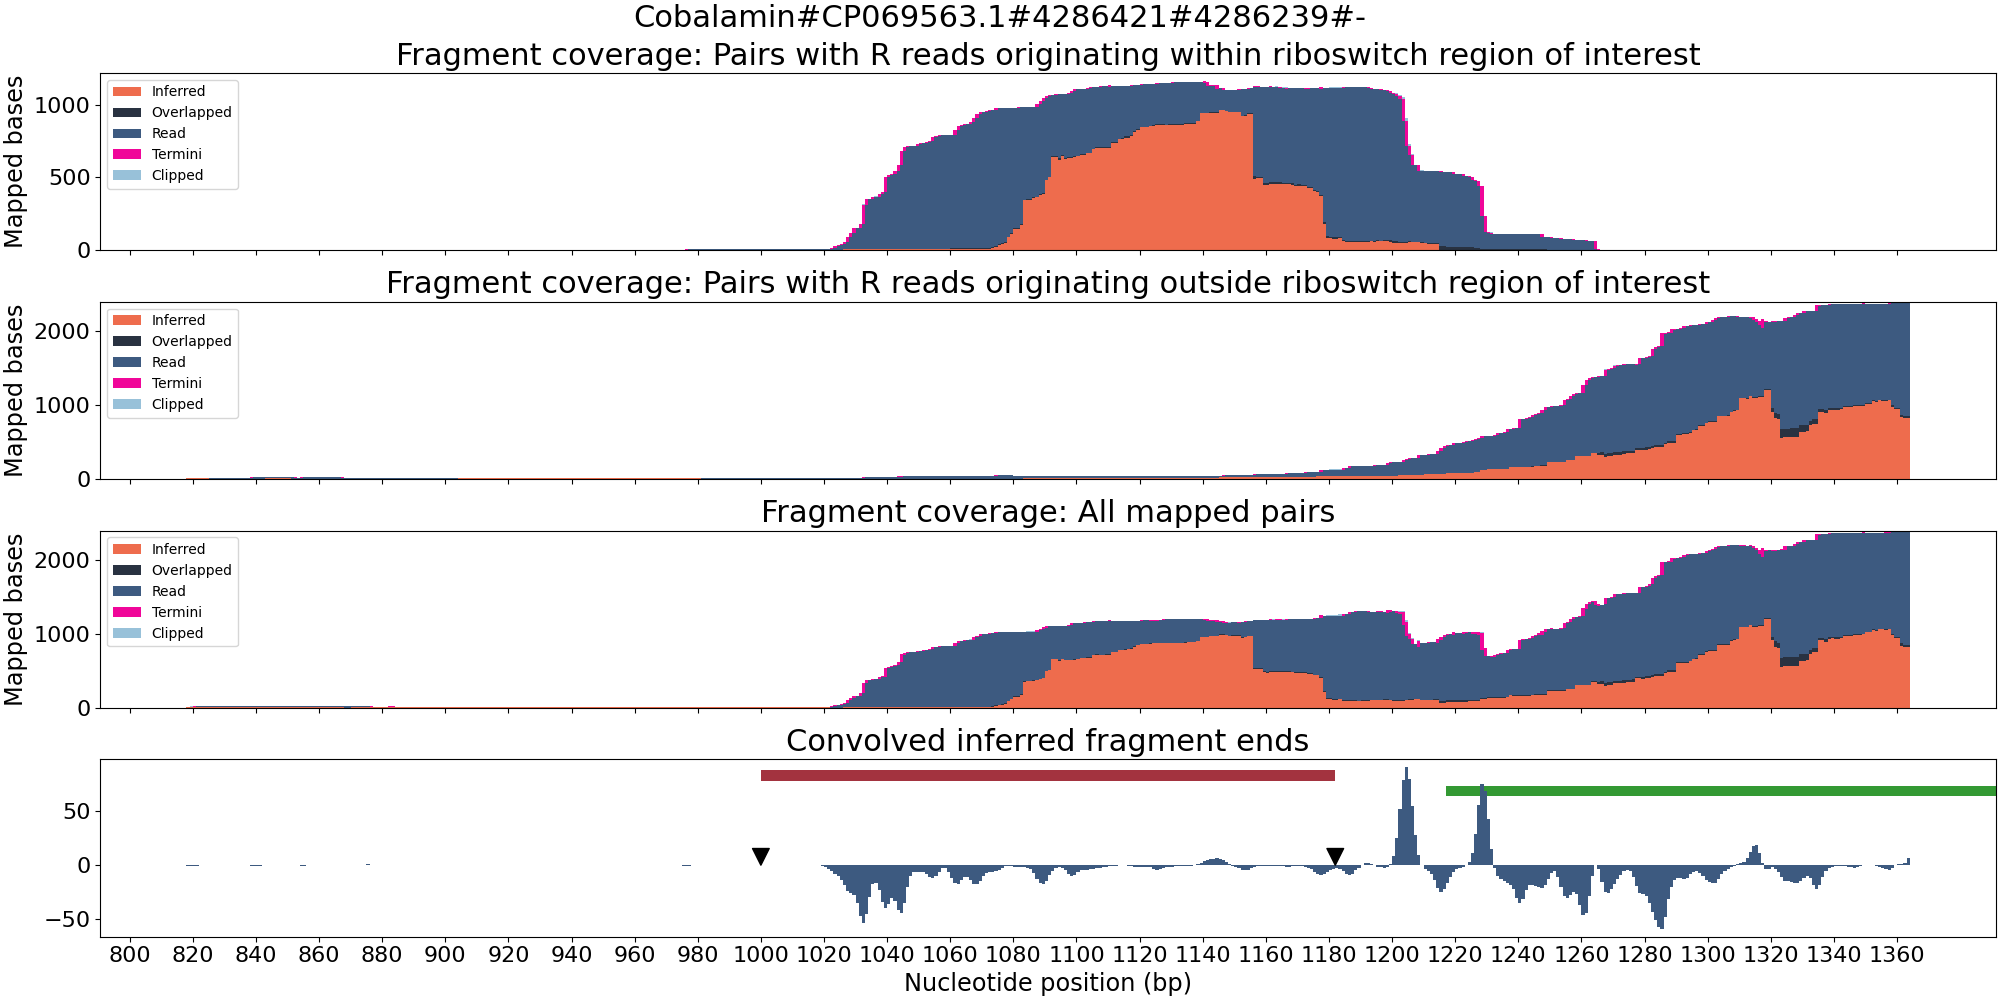 Cobalamin#CP069563.1#4286421#4286239#-
Fragment coverage: Pairs with R reads originating within riboswitch region of interest
Mapped bases
1000
500
0
Inferred
Overlapped
Read
Termini
Clipped
Fragment coverage: Pairs with R reads originating outside riboswitch region of interest
Mapped bases
2000
1000
0
Inferred
Overlapped
Read
Termini
Clipped
Fragment coverage: All mapped pairs
Mapped bases
2000
1000
0
Inferred
Overlapped
Read
Termini
Clipped
Convolved inferred fragment ends
50
0
−50
800 820 840 860 880 900 920 940 960 980 1000 1020 1040 1060 1080 1100 1120 1140 1160 1180 1200 1220 1240 1260 1280 1300 1320 1340 1360
Nucleotide position (bp)